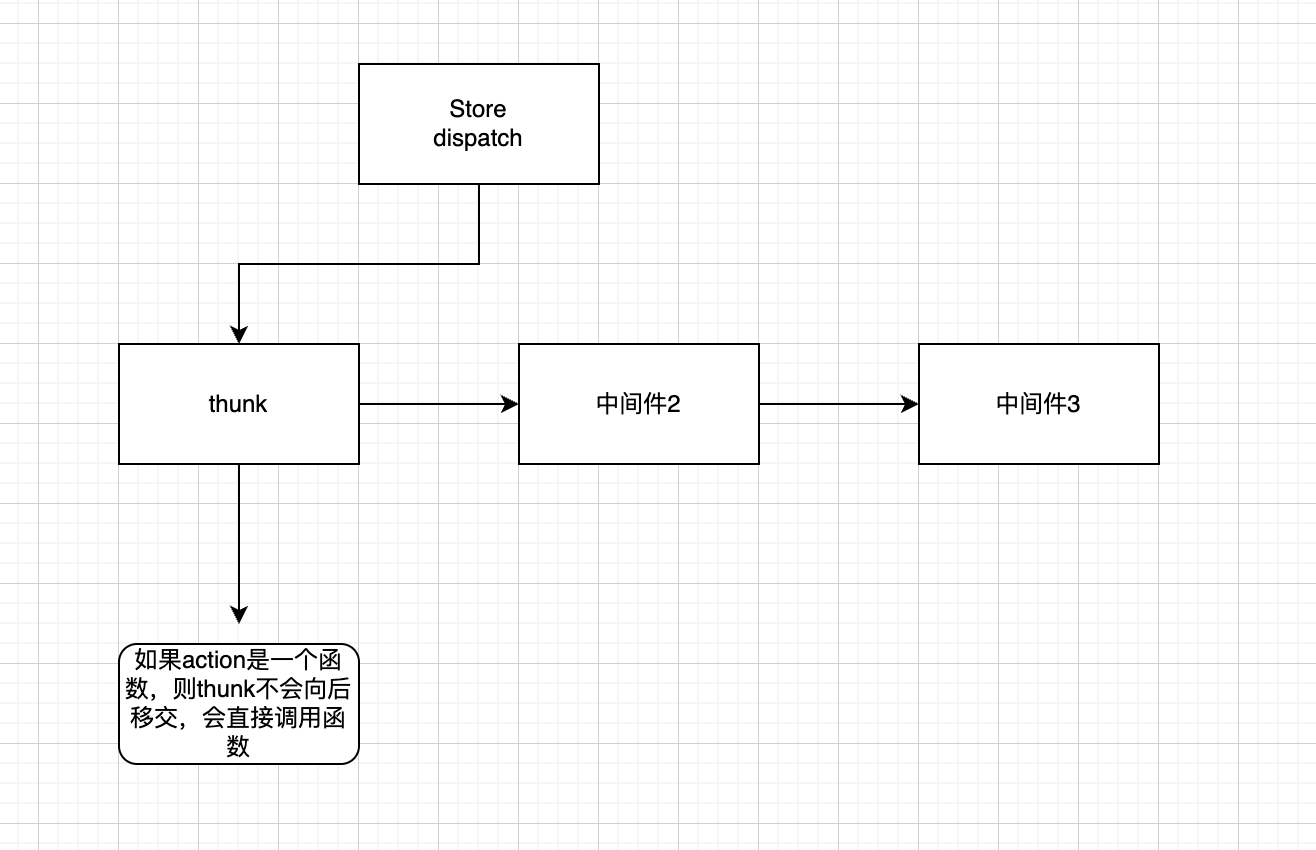 Store
dispatch
thunk
中间件2
中间件3
如果action是一个函
数，则thunk不会向后
移交，会直接调用函
数